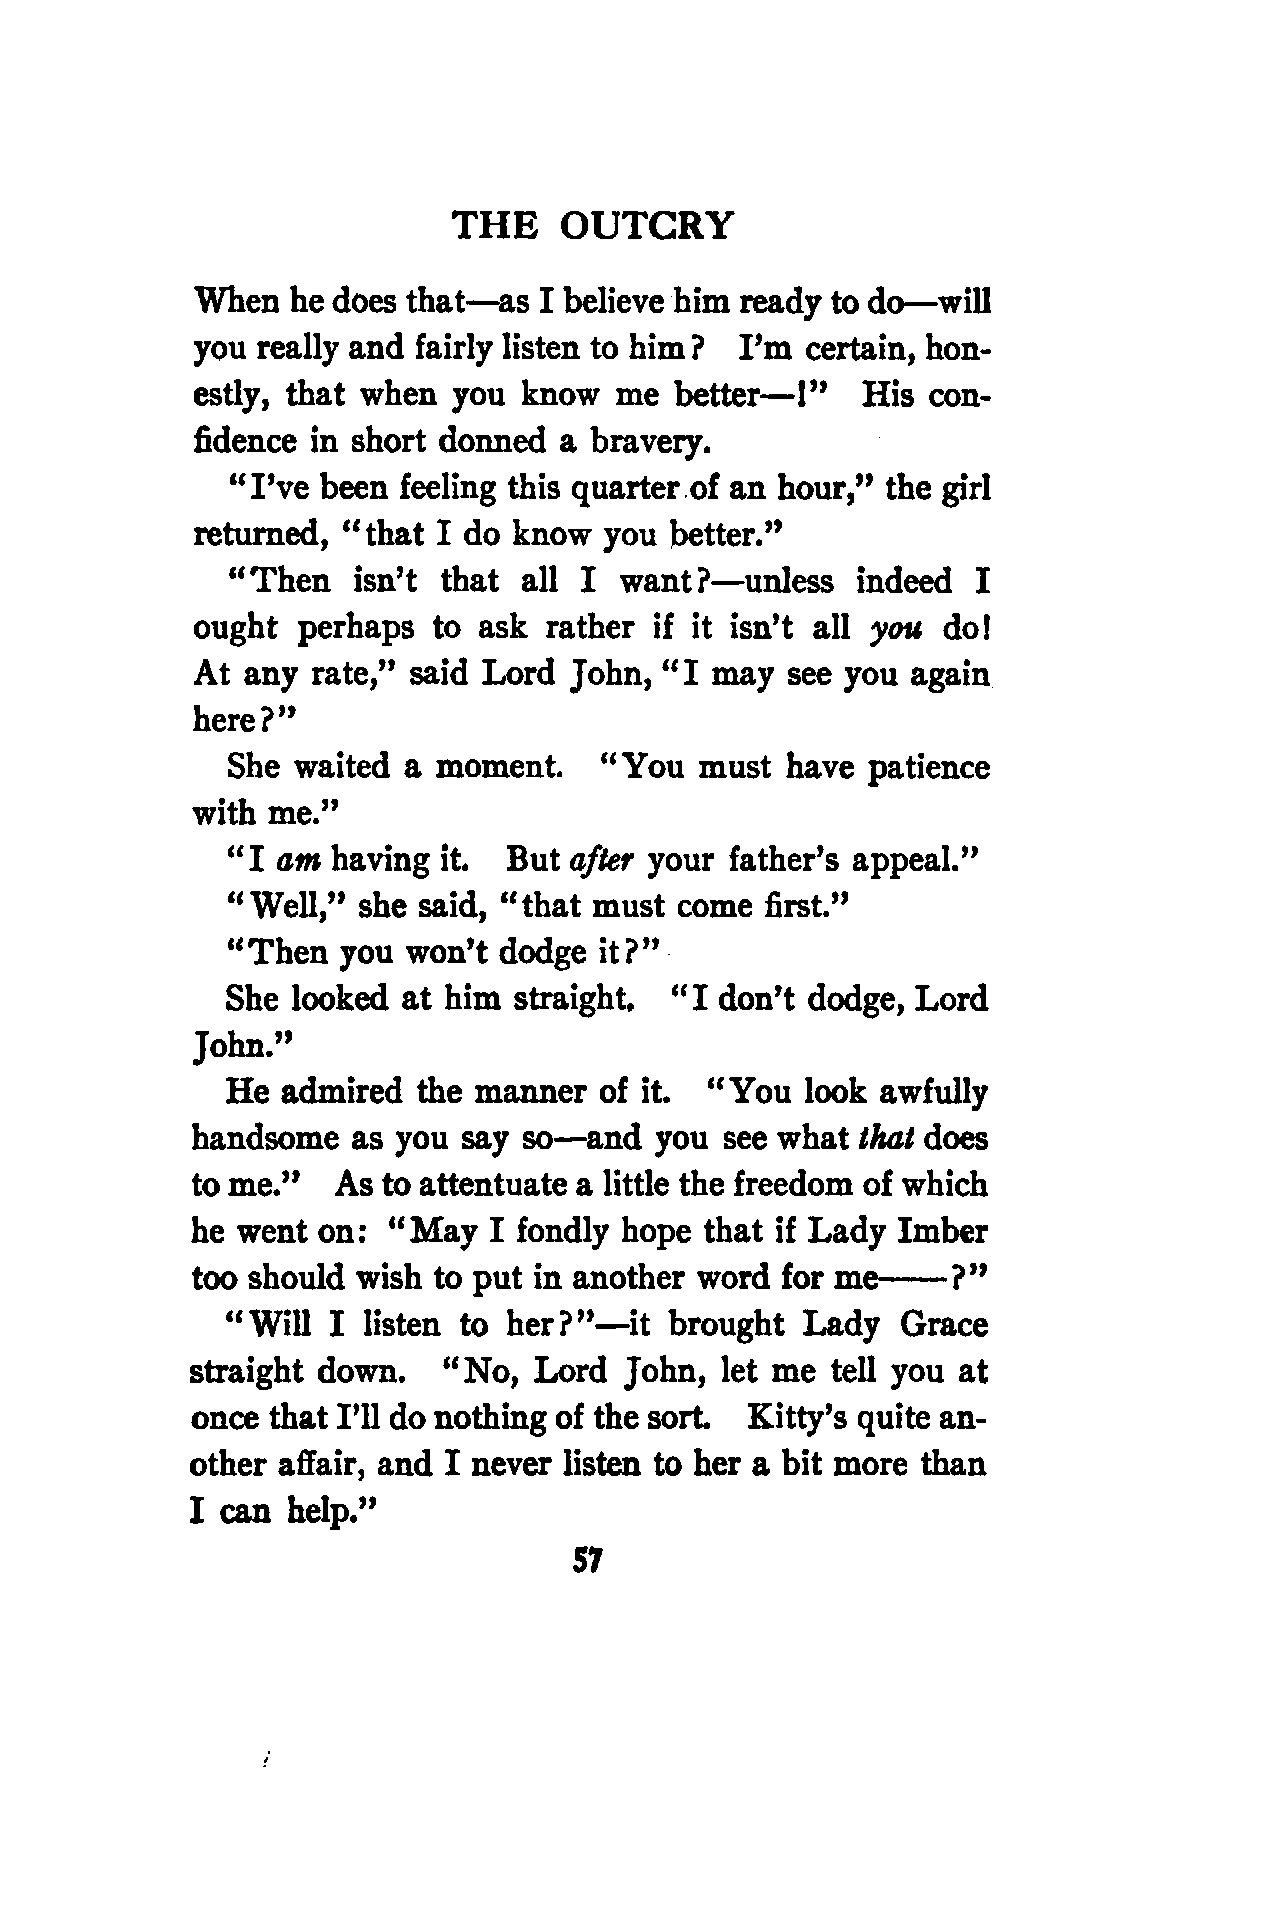 THE OUTCRY
When he does that—as I believe him ready to do—will
you really and fairly listen to him? I'm certain, hon-
estly, that when you know me better—!" His con-
fidence in short donned a bravery.
"I've been feeling this quarter of an hour," the girl
returned, "that I do know you better."
"Then isn't that all I want?—unless indeed I
ought perhaps to ask rather if it isn't all you do!
At any rate," said Lord John, "I may see you again
here?"
She waited a moment. "You must have patience
with me."
"I am having it. But after your father's appeal."
"Well," she said, "that must come first."
"Then you won't dodge it?"
She looked at him straight. "I don't dodge, Lord
John."
He admired the manner of it. "You look awfully
handsome as you say so—and you see what that does
to me." As to attentuate a little the freedom of which
he went on: "May I fondly hope that if Lady Imber
too should wish to put in another word for me——?"
"Will I listen to her?"—it brought Lady Grace
straight down. "No, Lord John, let me tell you at
once that I'll do nothing of the sort. Kitty's quite an-
other affair, and I never listen to her a bit more than
I can help."
57